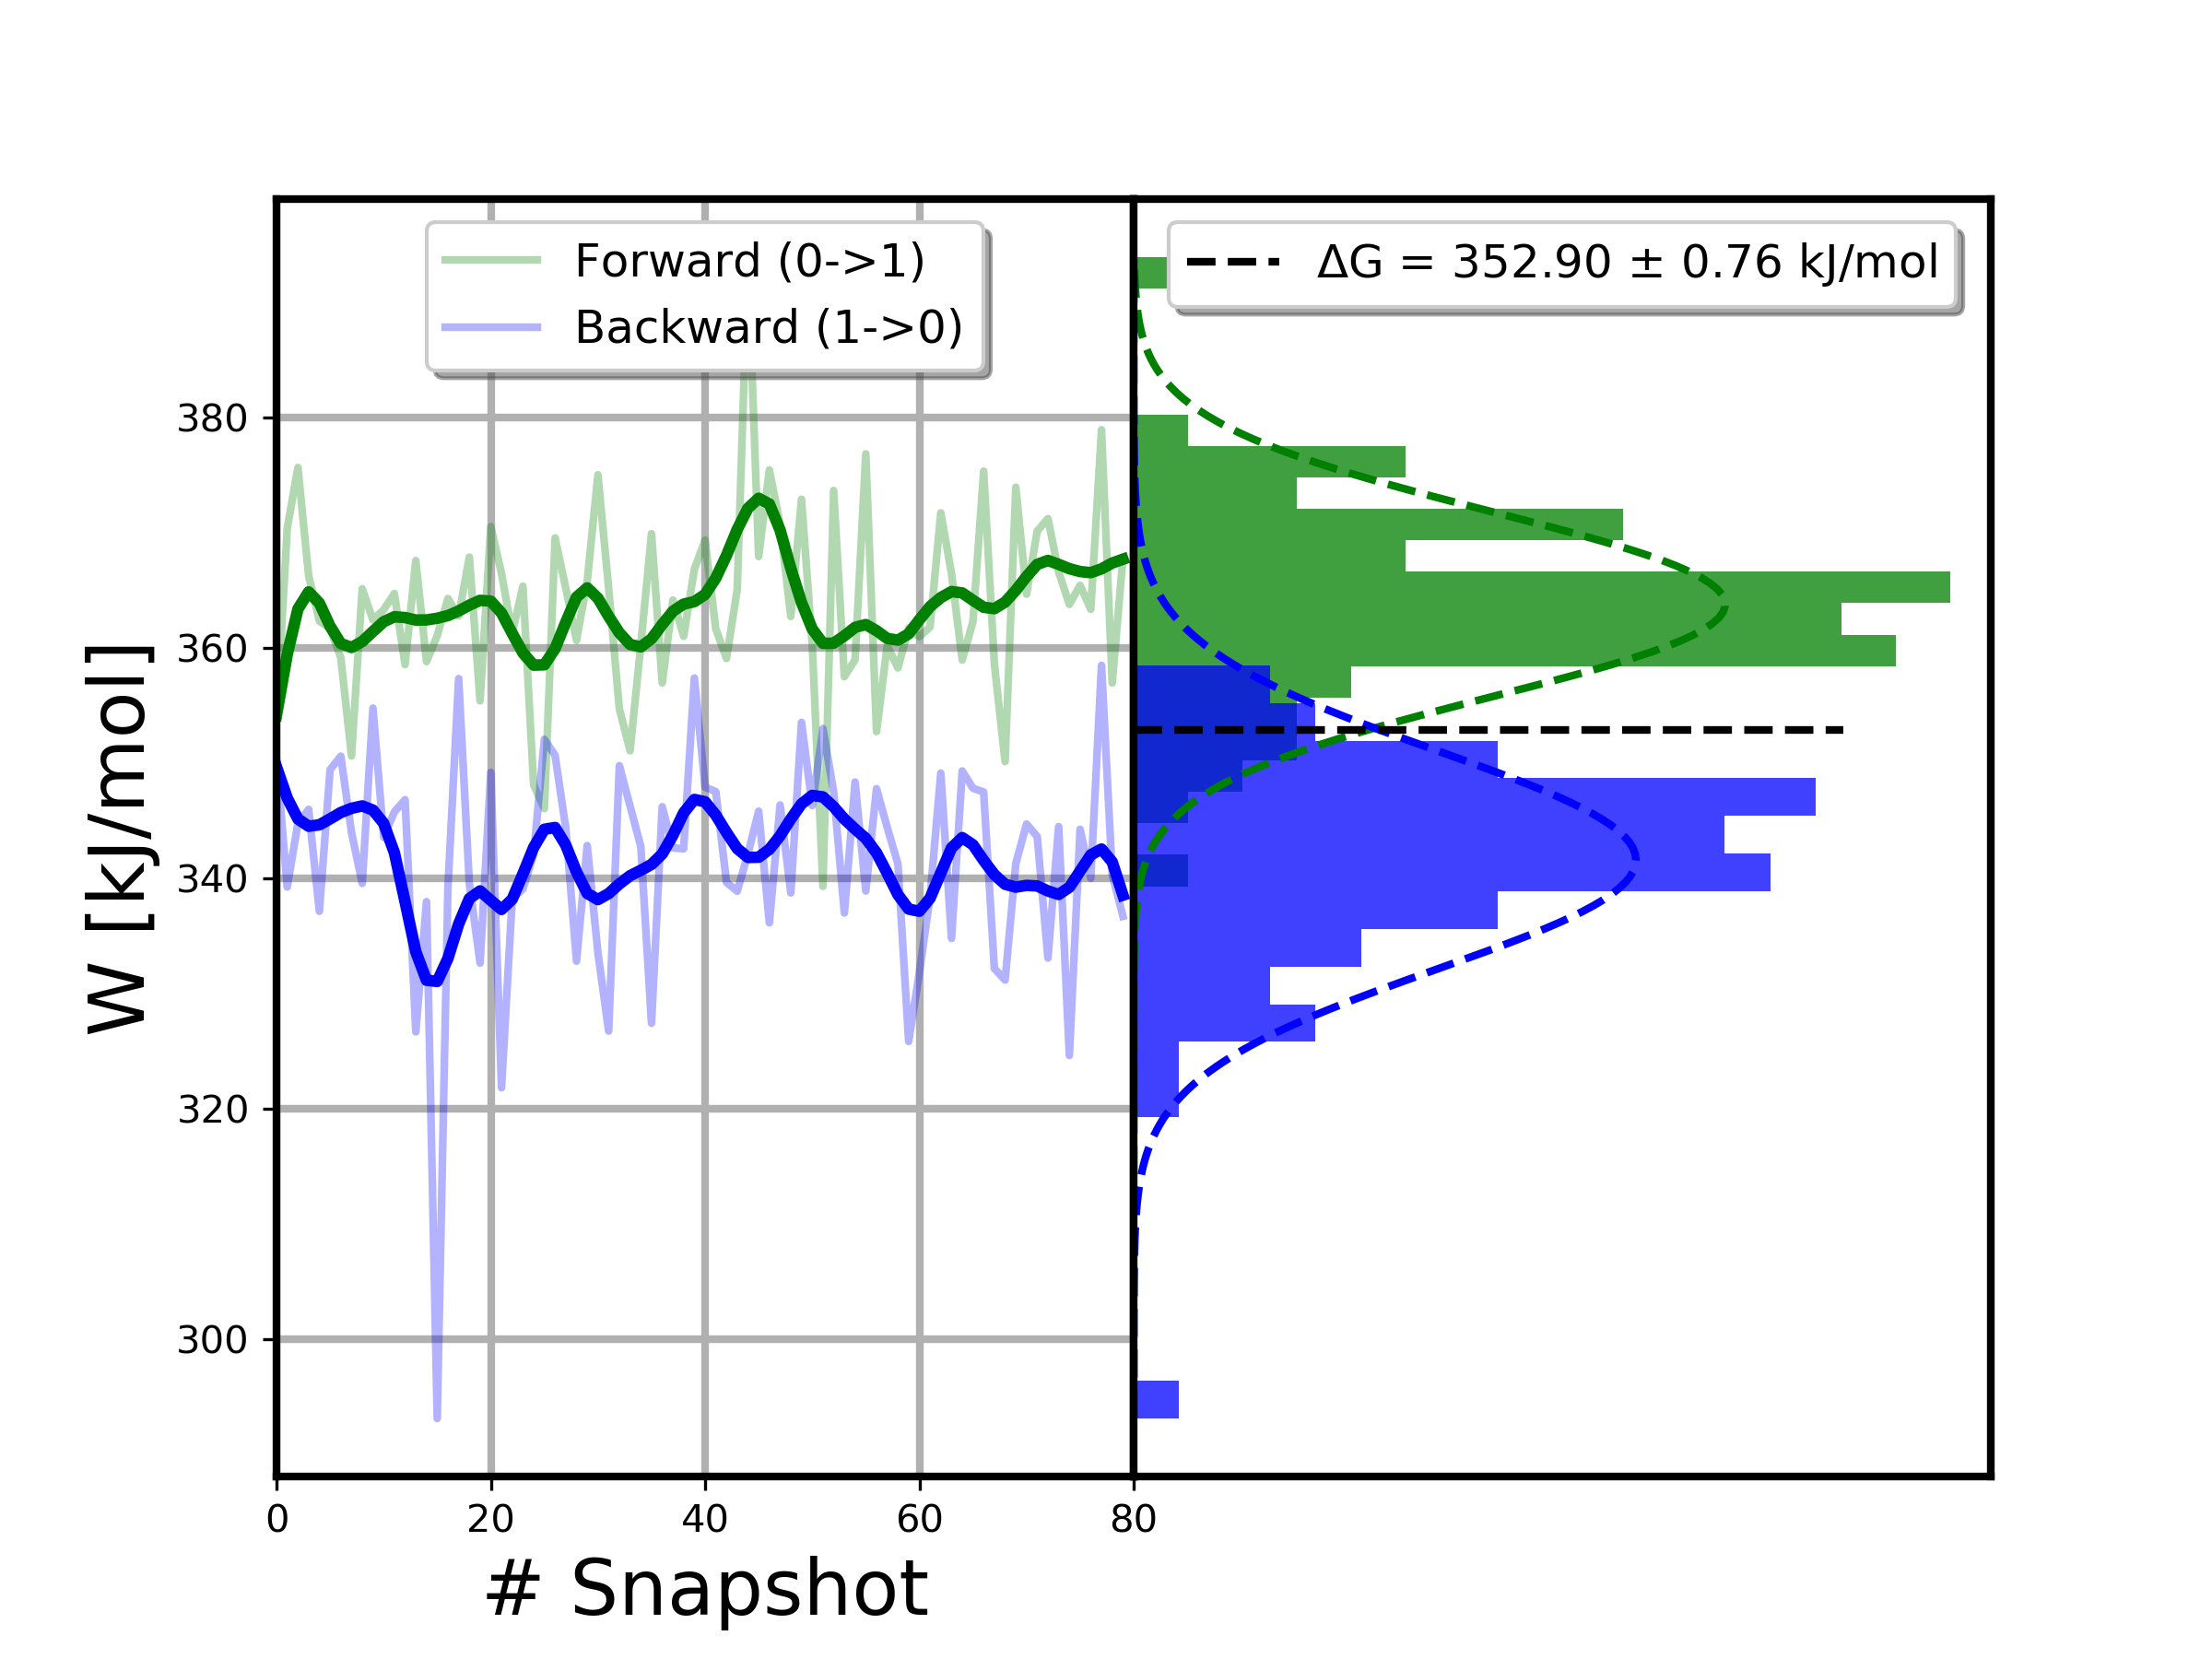 Forward (0->1)
Backward (1->0)
ΔG = 352.90 ± 0.76 kJ/mol
W [kJ/mol]
380
360
340
320
300
0 20 40 60 80
# Snapshot